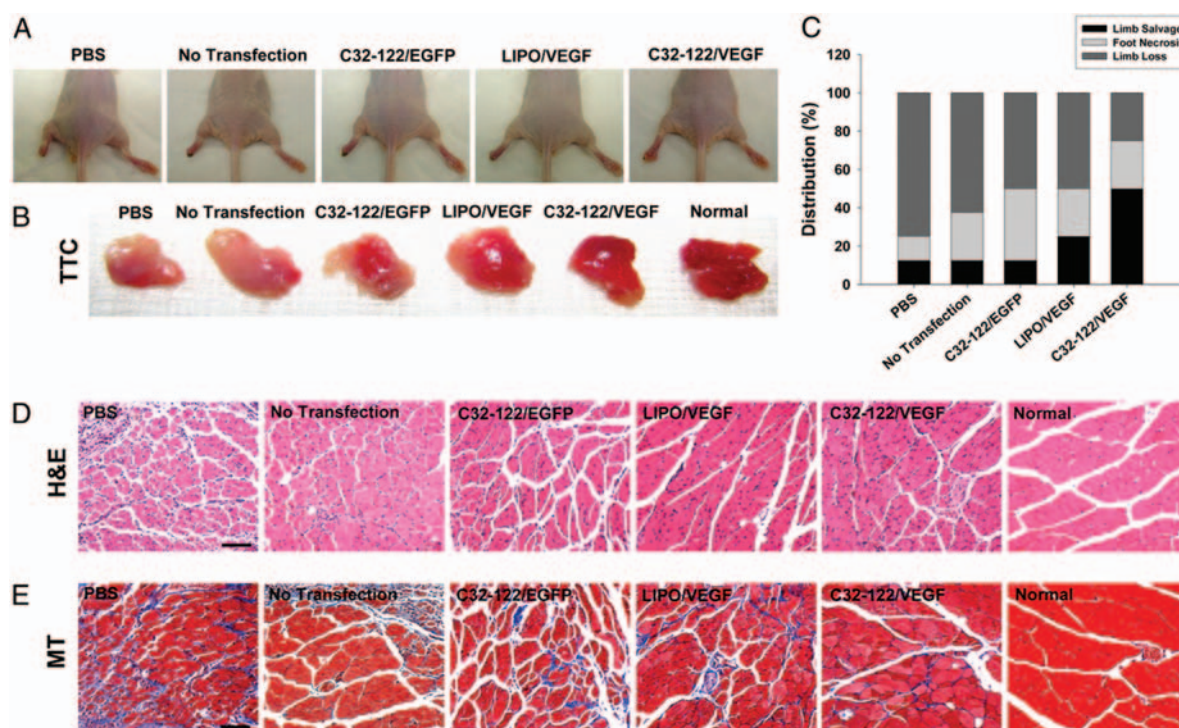 A
PBS
No Transfection
C32-122/EGFP
LIPO/VEGF
C32-122/VEGF
B
TTC
PBS
No Transfection
C32-122/EGFP
LIPO/VEGF
C32-122/VEGF
Normal
C
Limb Salvage
Foot Necrosis
Limb Loss
Distribution (%)
120
100
80
60
40
20
0
PBS
No Transfection
C32-122/EGFP
LIPO/VEGF
C32-122/VEGF
D
H&E
PBS
No Transfection
C32-122/EGFP
LIPO/VEGF
C32-122/VEGF
Normal
E
MT
PBS
No Transfection
C32-122/EGFP
LIPO/VEGF
C32-122/VEGF
Normal